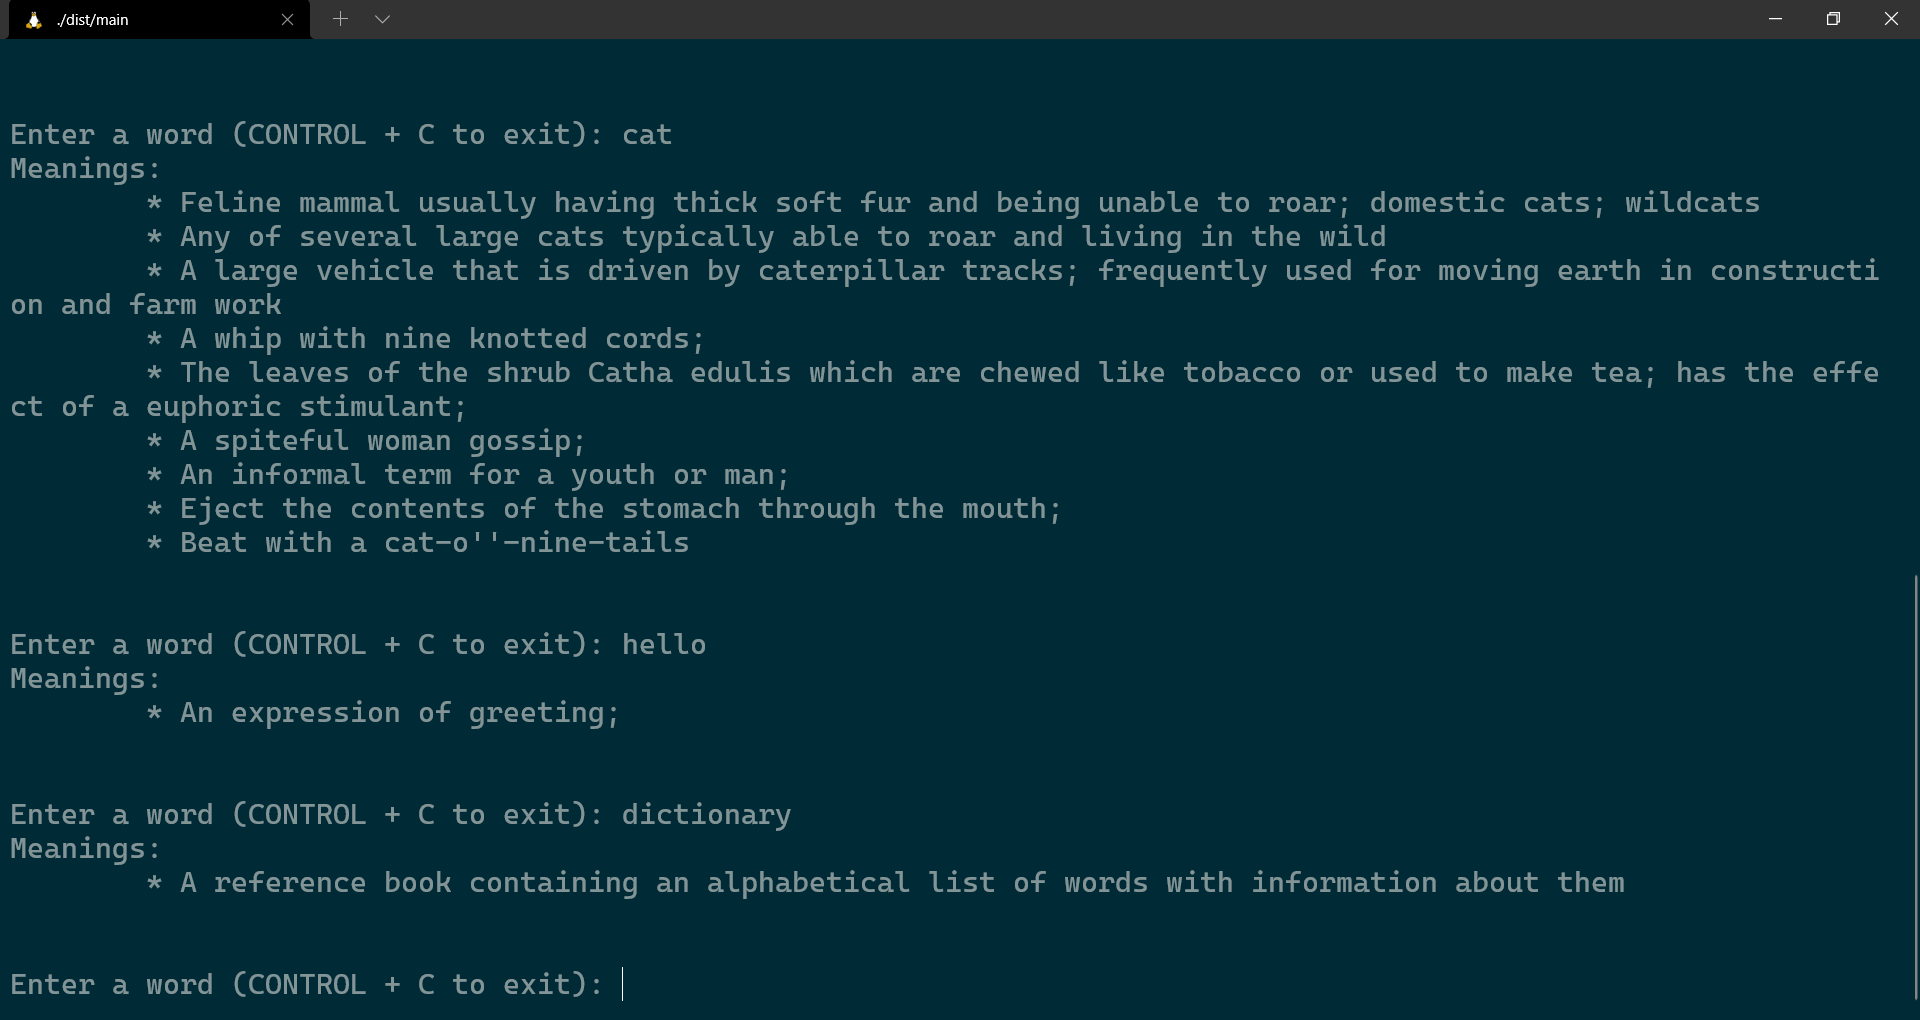 ./dist/main
Enter a word (CONTROL + C to exit): cat
Meanings:
* Feline mammal usually having thick soft fur and being unable to roar; domestic cats; wildcats
* Any of several large cats typically able to roar and living in the wild
* A large vehicle that is driven by caterpillar tracks; frequently used for moving earth in constructi
on and farm work
* A whip with nine knotted cords;
* The leaves of the shrub Catha edulis which are chewed like tobacco or used to make tea; has the effe
ct of a euphoric stimulant;
* A spiteful woman gossip;
* An informal term for a youth or man;
* Eject the contents of the stomach through the mouth;
* Beat with a cat-o''-nine-tails
Enter a word (CONTROL + C to exit): hello
Meanings:
* An expression of greeting;
Enter a word (CONTROL + C to exit): dictionary
Meanings:
* A reference book containing an alphabetical list of words with information about them
Enter a word (CONTROL + C to exit):